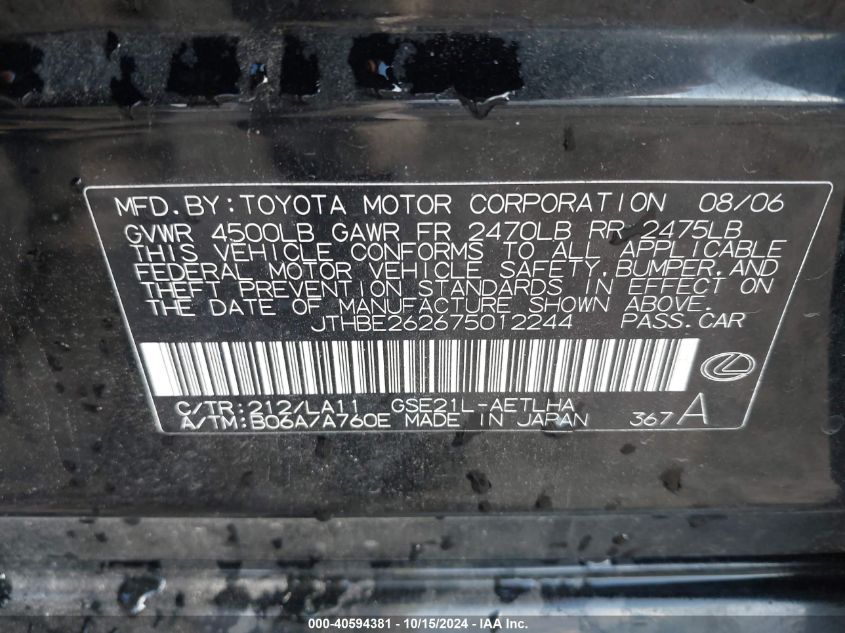 MFD.BY:TOYOTA MOTOR CORPORATION 08/06
GVWR 4500LB GAWR FR 2470LB RR 2475LB
THIS VEHICLE CONFORMS TO ALL APPLICABLE
FEDERAL MOTOR VEHICLE SAFETY,BUMPER,AND
THEFT PREVENTION STANDARDS IN EFFECT ON
THE DATE OF MANUFACTURE SHOWN ABOVE.
JTHBE262675012244 PASS.CAR
C/TR:212/LA11 GSE21L-AETLHA
A/TM:B06A/A760E MADE IN JAPAN 367A
000-40594381 - 10/15/2024 - IAA Inc.